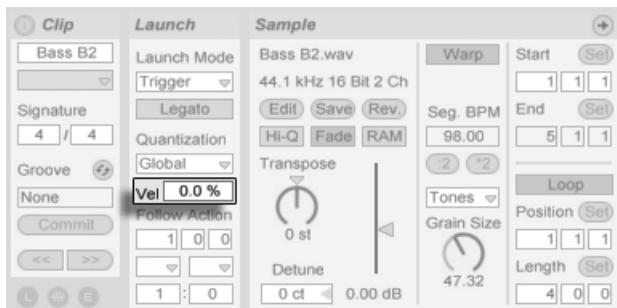 Clip
Bass B2
Signature
4 / 4
Groove
None
Commit
<< >>
L E
Launch
Launch Mode
Trigger
Legato
Quantization
Global
Vel 0.0 %
Follow Action
1 0 0
1 : 0
Sample
Bass B2.wav
44.1 kHz 16 Bit 2 Ch
Edit Save Rev.
Hi-Q Fade RAM
Transpose
0 st
Detune
0 ct 0.00 dB
Warp
Seg. BPM
98.00
:2 *2
Tones
Grain Size
47.32
Start Set
1 1 1
End Set
5 1 1
Loop
Position Set
1 1 1
Length Set
4 0 0